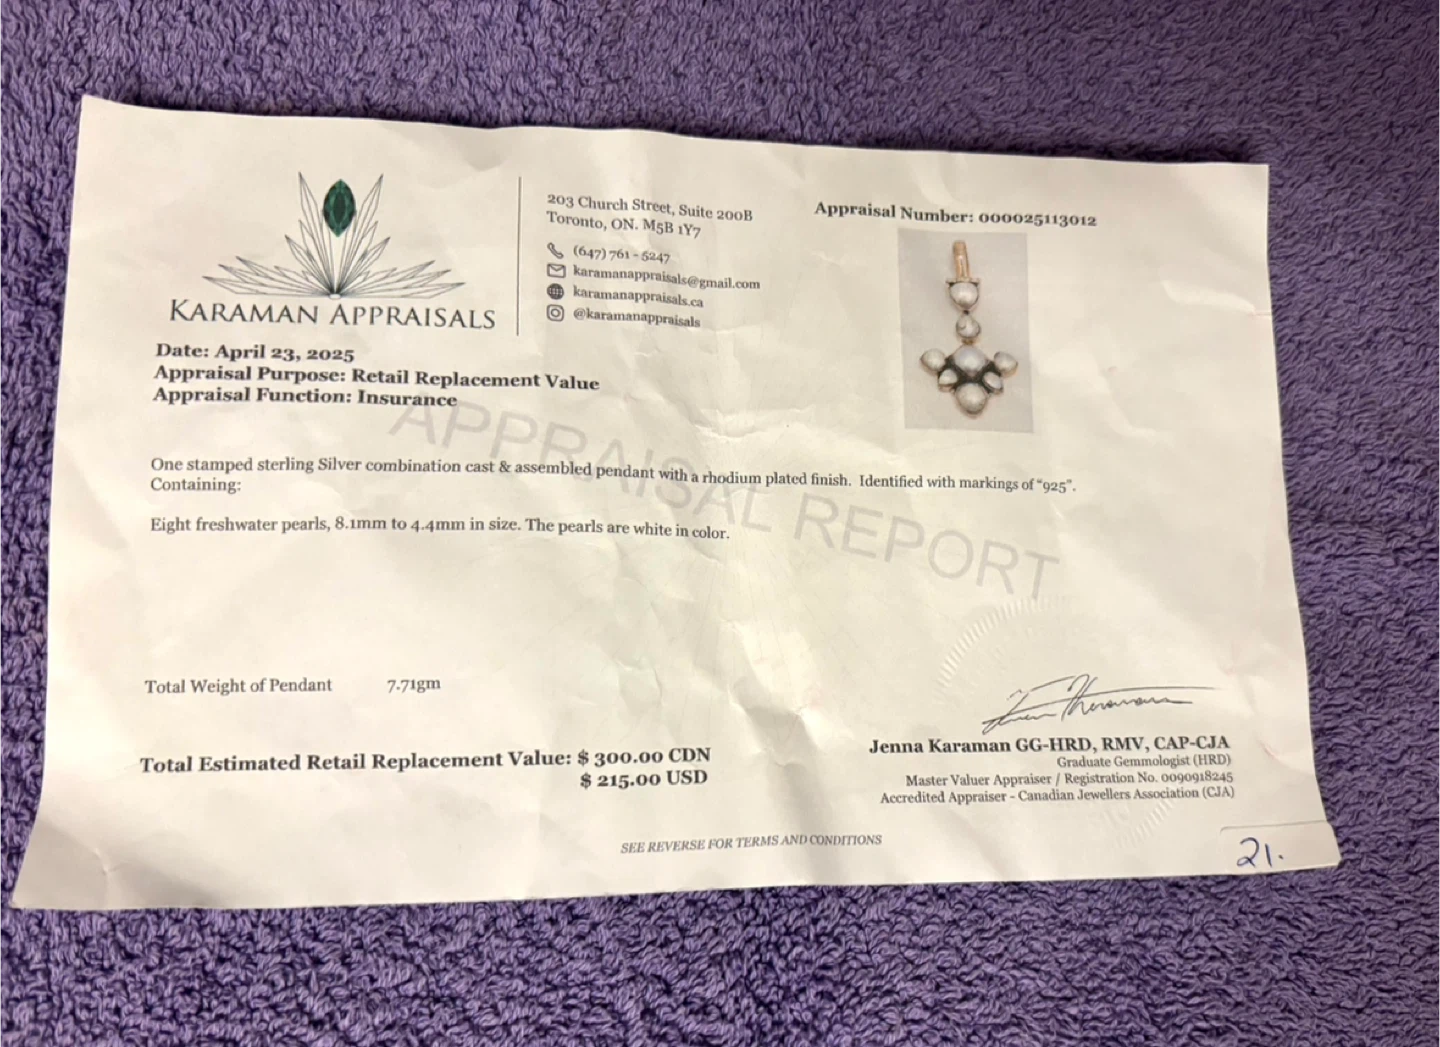 KARAMAN APPRAISALS
203 Church Street, Suite 200B
Toronto, ON. M5B 1Y7
(647) 761 - 5247
karamanappraisals@gmail.com
karamanappraisals.ca
@karamanappraisals
Appraisal Number: 000025113012
Date: April 23, 2025
Appraisal Purpose: Retail Replacement Value
Appraisal Function: Insurance
APPRAISAL REPORT
One stamped sterling Silver combination cast & assembled pendant with a rhodium plated finish. Identified with markings of "925".
Containing:
Eight freshwater pearls, 8.1mm to 4.4mm in size. The pearls are white in color.
Total Weight of Pendant 7.71gm
Total Estimated Retail Replacement Value: $ 300.00 CDN
$ 215.00 USD
Jenna Karaman GG-HRD, RMV, CAP-CJA
Graduate Gemmologist (HRD)
Master Valuer Appraiser / Registration No. 0090918245
Accredited Appraiser - Canadian Jewellers Association (CJA)
SEE REVERSE FOR TERMS AND CONDITIONS
21.